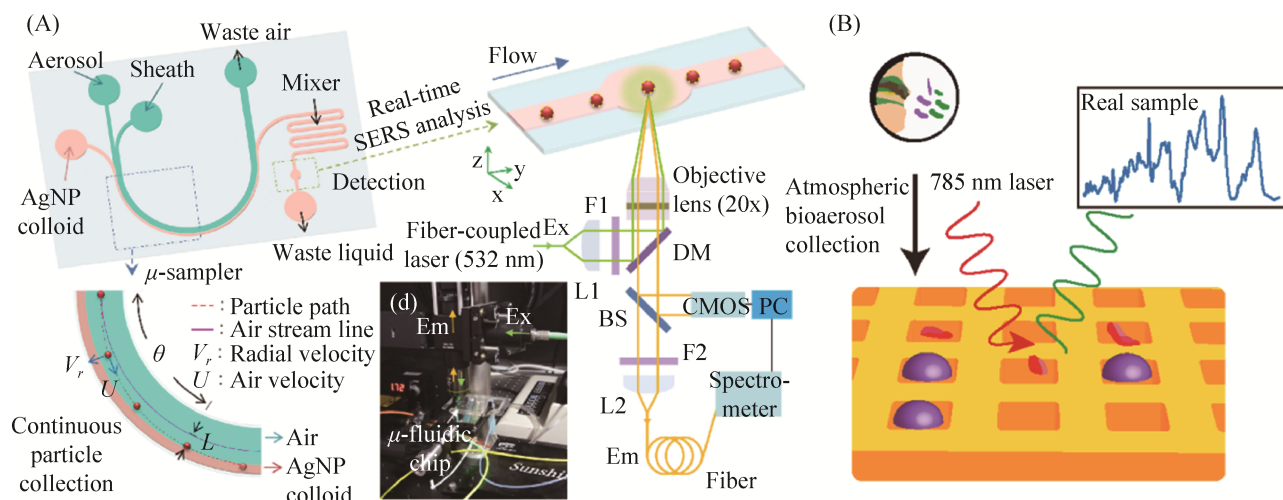 (A)
Waste air
Aerosol
Sheath
Mixer
AgNP
colloid
Detection
Waste liquid
μ-sampler
Real-time
SERS analysis
Flow
z
y
x
Objective
lens (20x)
F1
Ex
Fiber-coupled
laser (532 nm)
L1
DM
BS
CMOS
PC
F2
L2
Spectro-
meter
Em
Fiber
θ
Vr
U
L
Particle path
Air stream line
Vr : Radial velocity
U : Air velocity
Continuous
particle
collection
Air
AgNP
colloid
(d)
Em
Ex
μ-fluidic
chip
Sunshi
(B)
Real sample
Atmospheric
bioaerosol
collection
785 nm laser